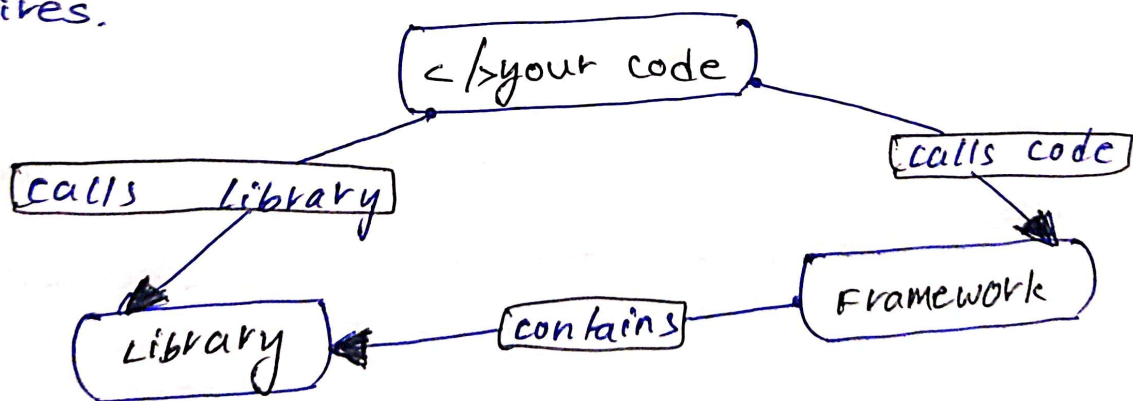 ires.
< />your code
calls library
calls code
Library
contains
Framework